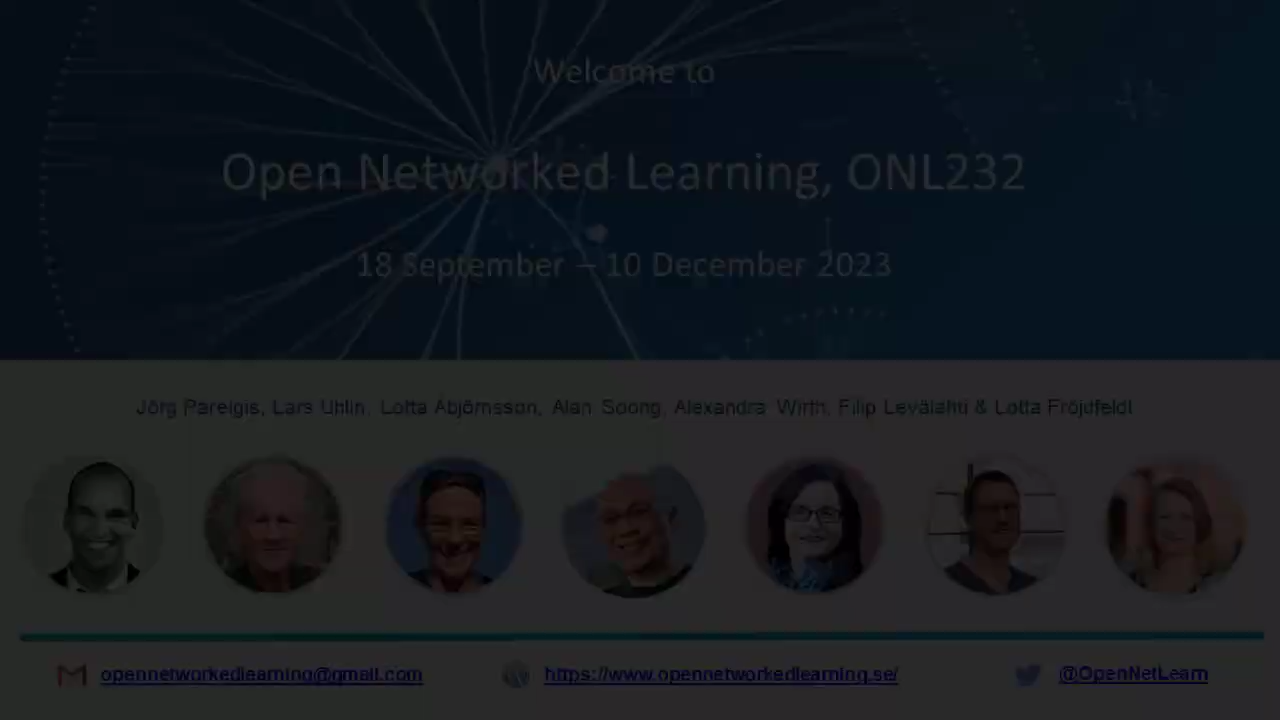 Welcome to
Open Networked Learning, ONL232
18 September – 10 December 2023
Jörg Pareigis, Lars Uhlin, Lotta Åbjörnsson, Alan Soong, Alexandra Wirth, Filip Levälahti & Lotta Fröjdfeldt
opennetworkedlearning@gmail.com
https://www.opennetworkedlearning.se/
@OpenNetLearn